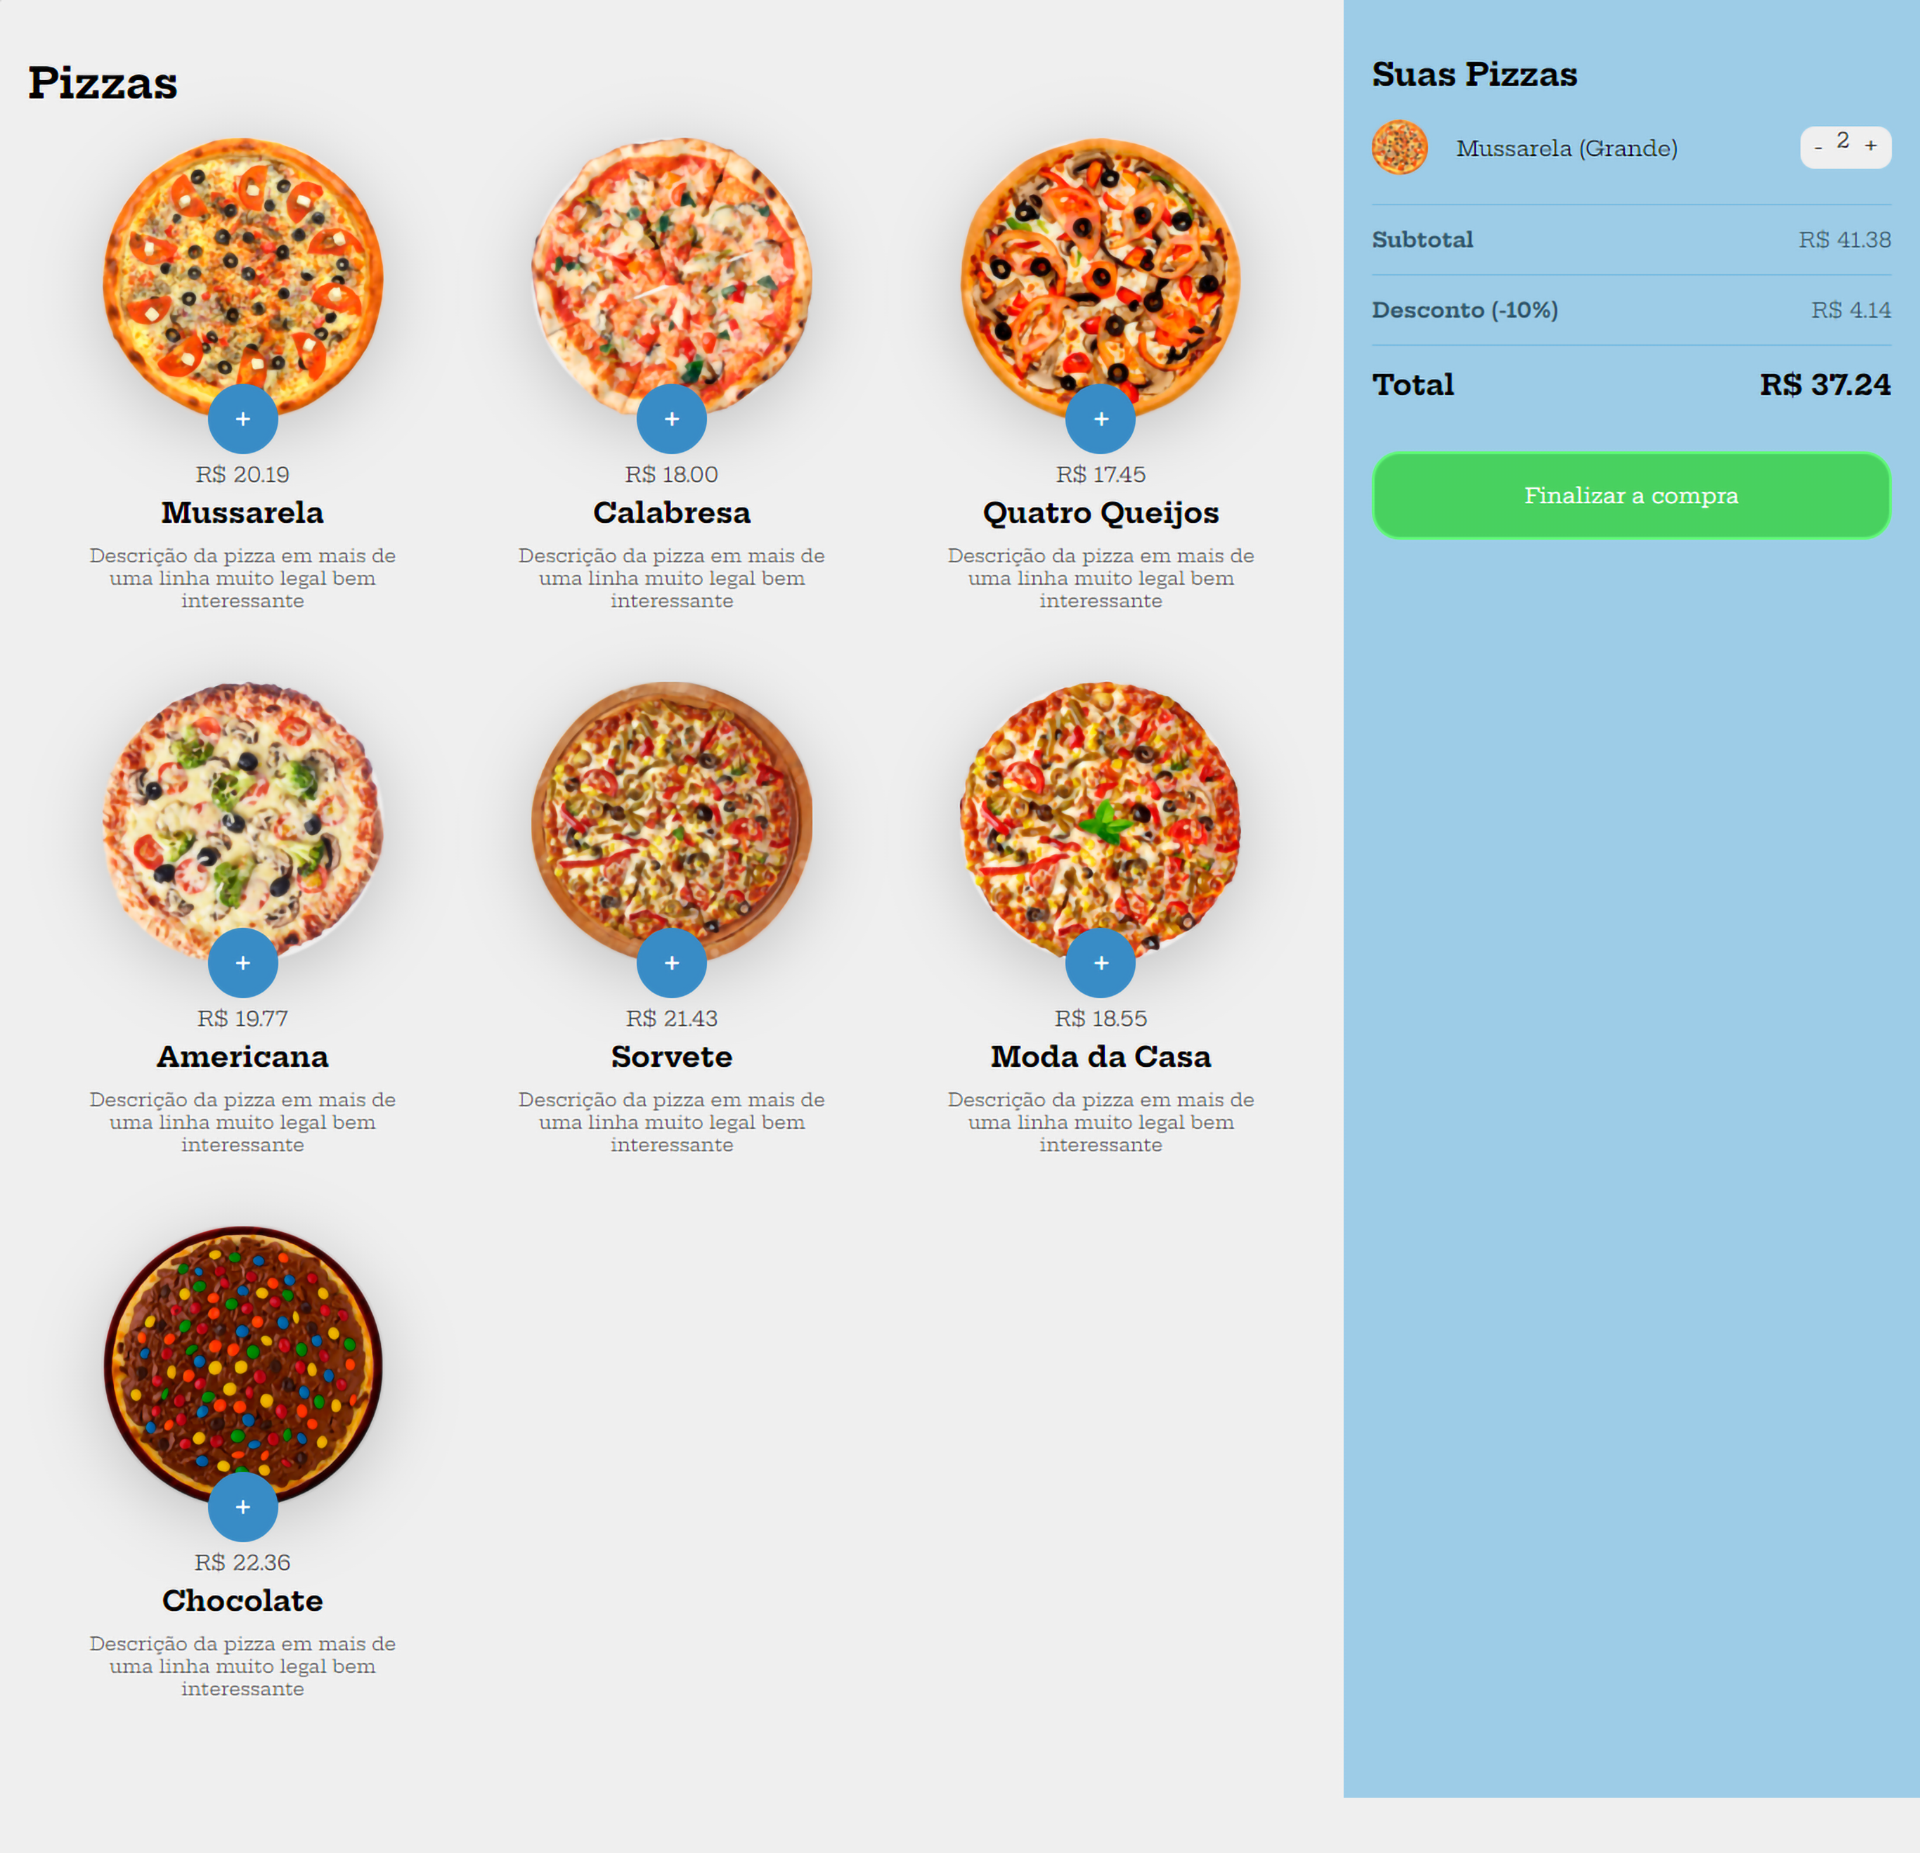 Pizzas
+
R$ 20.19
Mussarela
Descrição da pizza em mais de
uma linha muito legal bem
interessante
+
R$ 18.00
Calabresa
Descrição da pizza em mais de
uma linha muito legal bem
interessante
+
R$ 17.45
Quatro Queijos
Descrição da pizza em mais de
uma linha muito legal bem
interessante
+
R$ 19.77
Americana
Descrição da pizza em mais de
uma linha muito legal bem
interessante
+
R$ 21.43
Sorvete
Descrição da pizza em mais de
uma linha muito legal bem
interessante
+
R$ 18.55
Moda da Casa
Descrição da pizza em mais de
uma linha muito legal bem
interessante
+
R$ 22.36
Chocolate
Descrição da pizza em mais de
uma linha muito legal bem
interessante
Suas Pizzas
Mussarela (Grande) - 2 +
Subtotal R$ 41.38
Desconto (-10%) R$ 4.14
Total R$ 37.24
Finalizar a compra